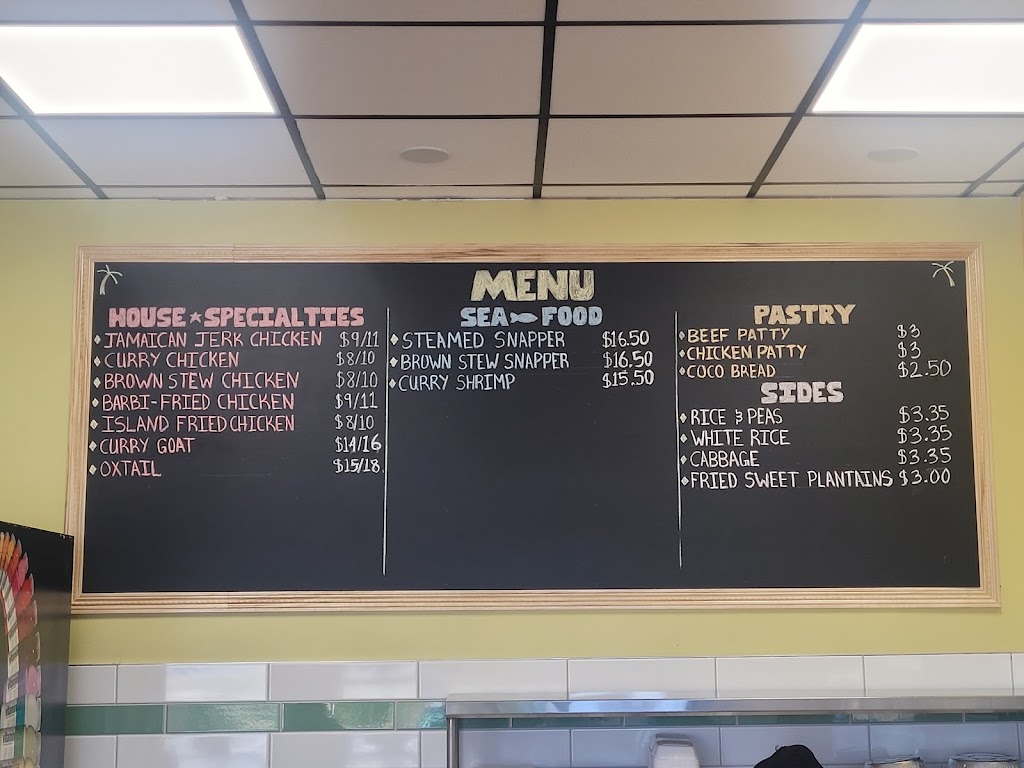 MENU
HOUSE★SPECIALTIES
JAMAICAN JERK CHICKEN $9/11
CURRY CHICKEN $8/10
BROWN STEW CHICKEN $8/10
BARBI-FRIED CHICKEN $9/11
ISLAND FRIED CHICKEN $8/10
CURRY GOAT $14/16
OXTAIL $15/18
SEA FOOD
STEAMED SNAPPER $16.50
BROWN STEW SNAPPER $16.50
CURRY SHRIMP $15.50
PASTRY
BEEF PATTY $3
CHICKEN PATTY $3
COCO BREAD $2.50
SIDES
RICE & PEAS $3.35
WHITE RICE $3.35
CABBAGE $3.35
FRIED SWEET PLANTAINS $3.00